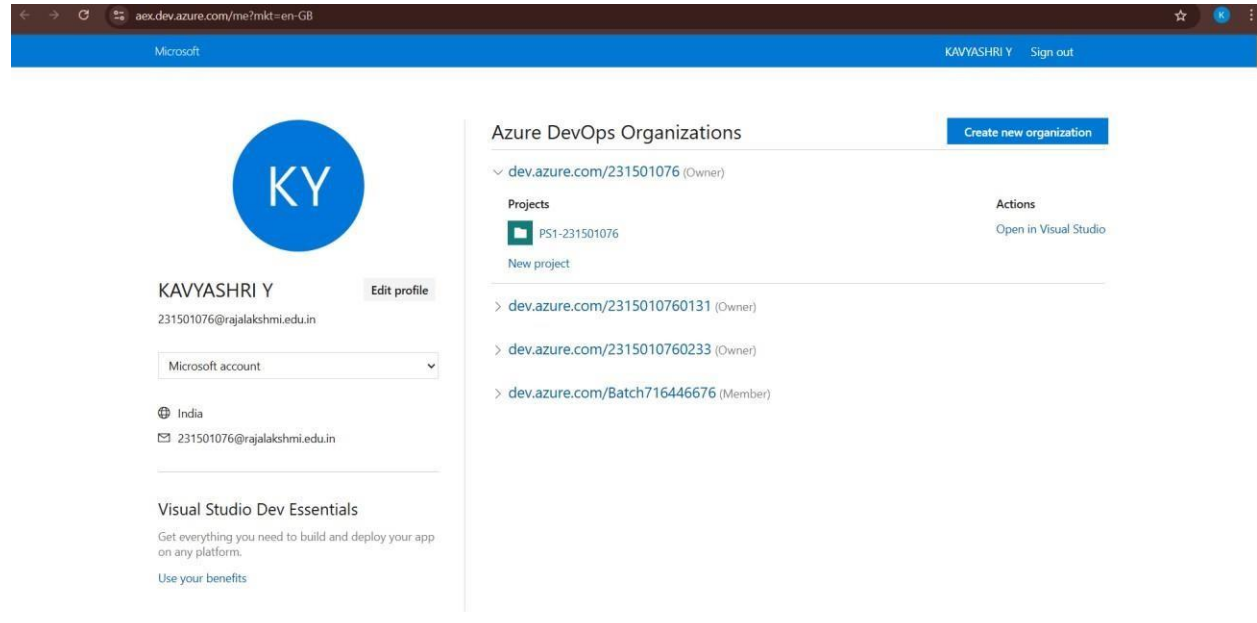 aex.dev.azure.com/me?mkt=en-GB
K
Microsoft
KAVYASHRI Y Sign out
KY
KAVYASHRI Y
Edit profile
231501076@rajalakshmi.edu.in
Microsoft account
India
231501076@rajalakshmi.edu.in
Visual Studio Dev Essentials
Get everything you need to build and deploy your app
on any platform.
Use your benefits
Azure DevOps Organizations
Create new organization
dev.azure.com/231501076 (Owner)
Projects
Actions
PS1-231501076
Open in Visual Studio
New project
dev.azure.com/2315010760131 (Owner)
dev.azure.com/2315010760233 (Owner)
dev.azure.com/Batch716446676 (Member)